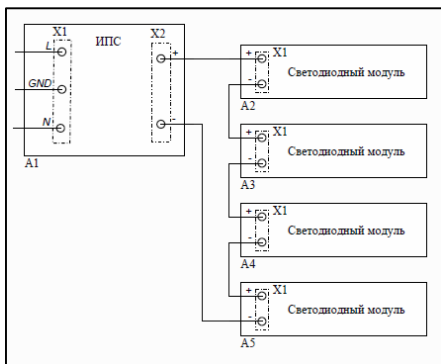 X1
ИПС
X2
L
+
GND
N
-
A1
X1
+
Светодиодный модуль
-
A2
X1
+
Светодиодный модуль
-
A3
X1
+
Светодиодный модуль
-
A4
X1
+
Светодиодный модуль
-
A5